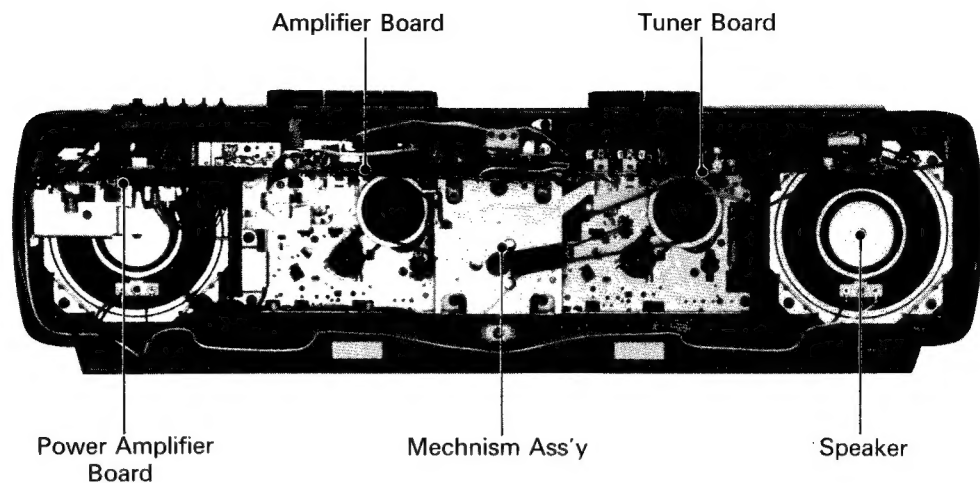 Amplifier Board
Tuner Board
Power Amplifier
Board
Mechnism Ass'y
Speaker